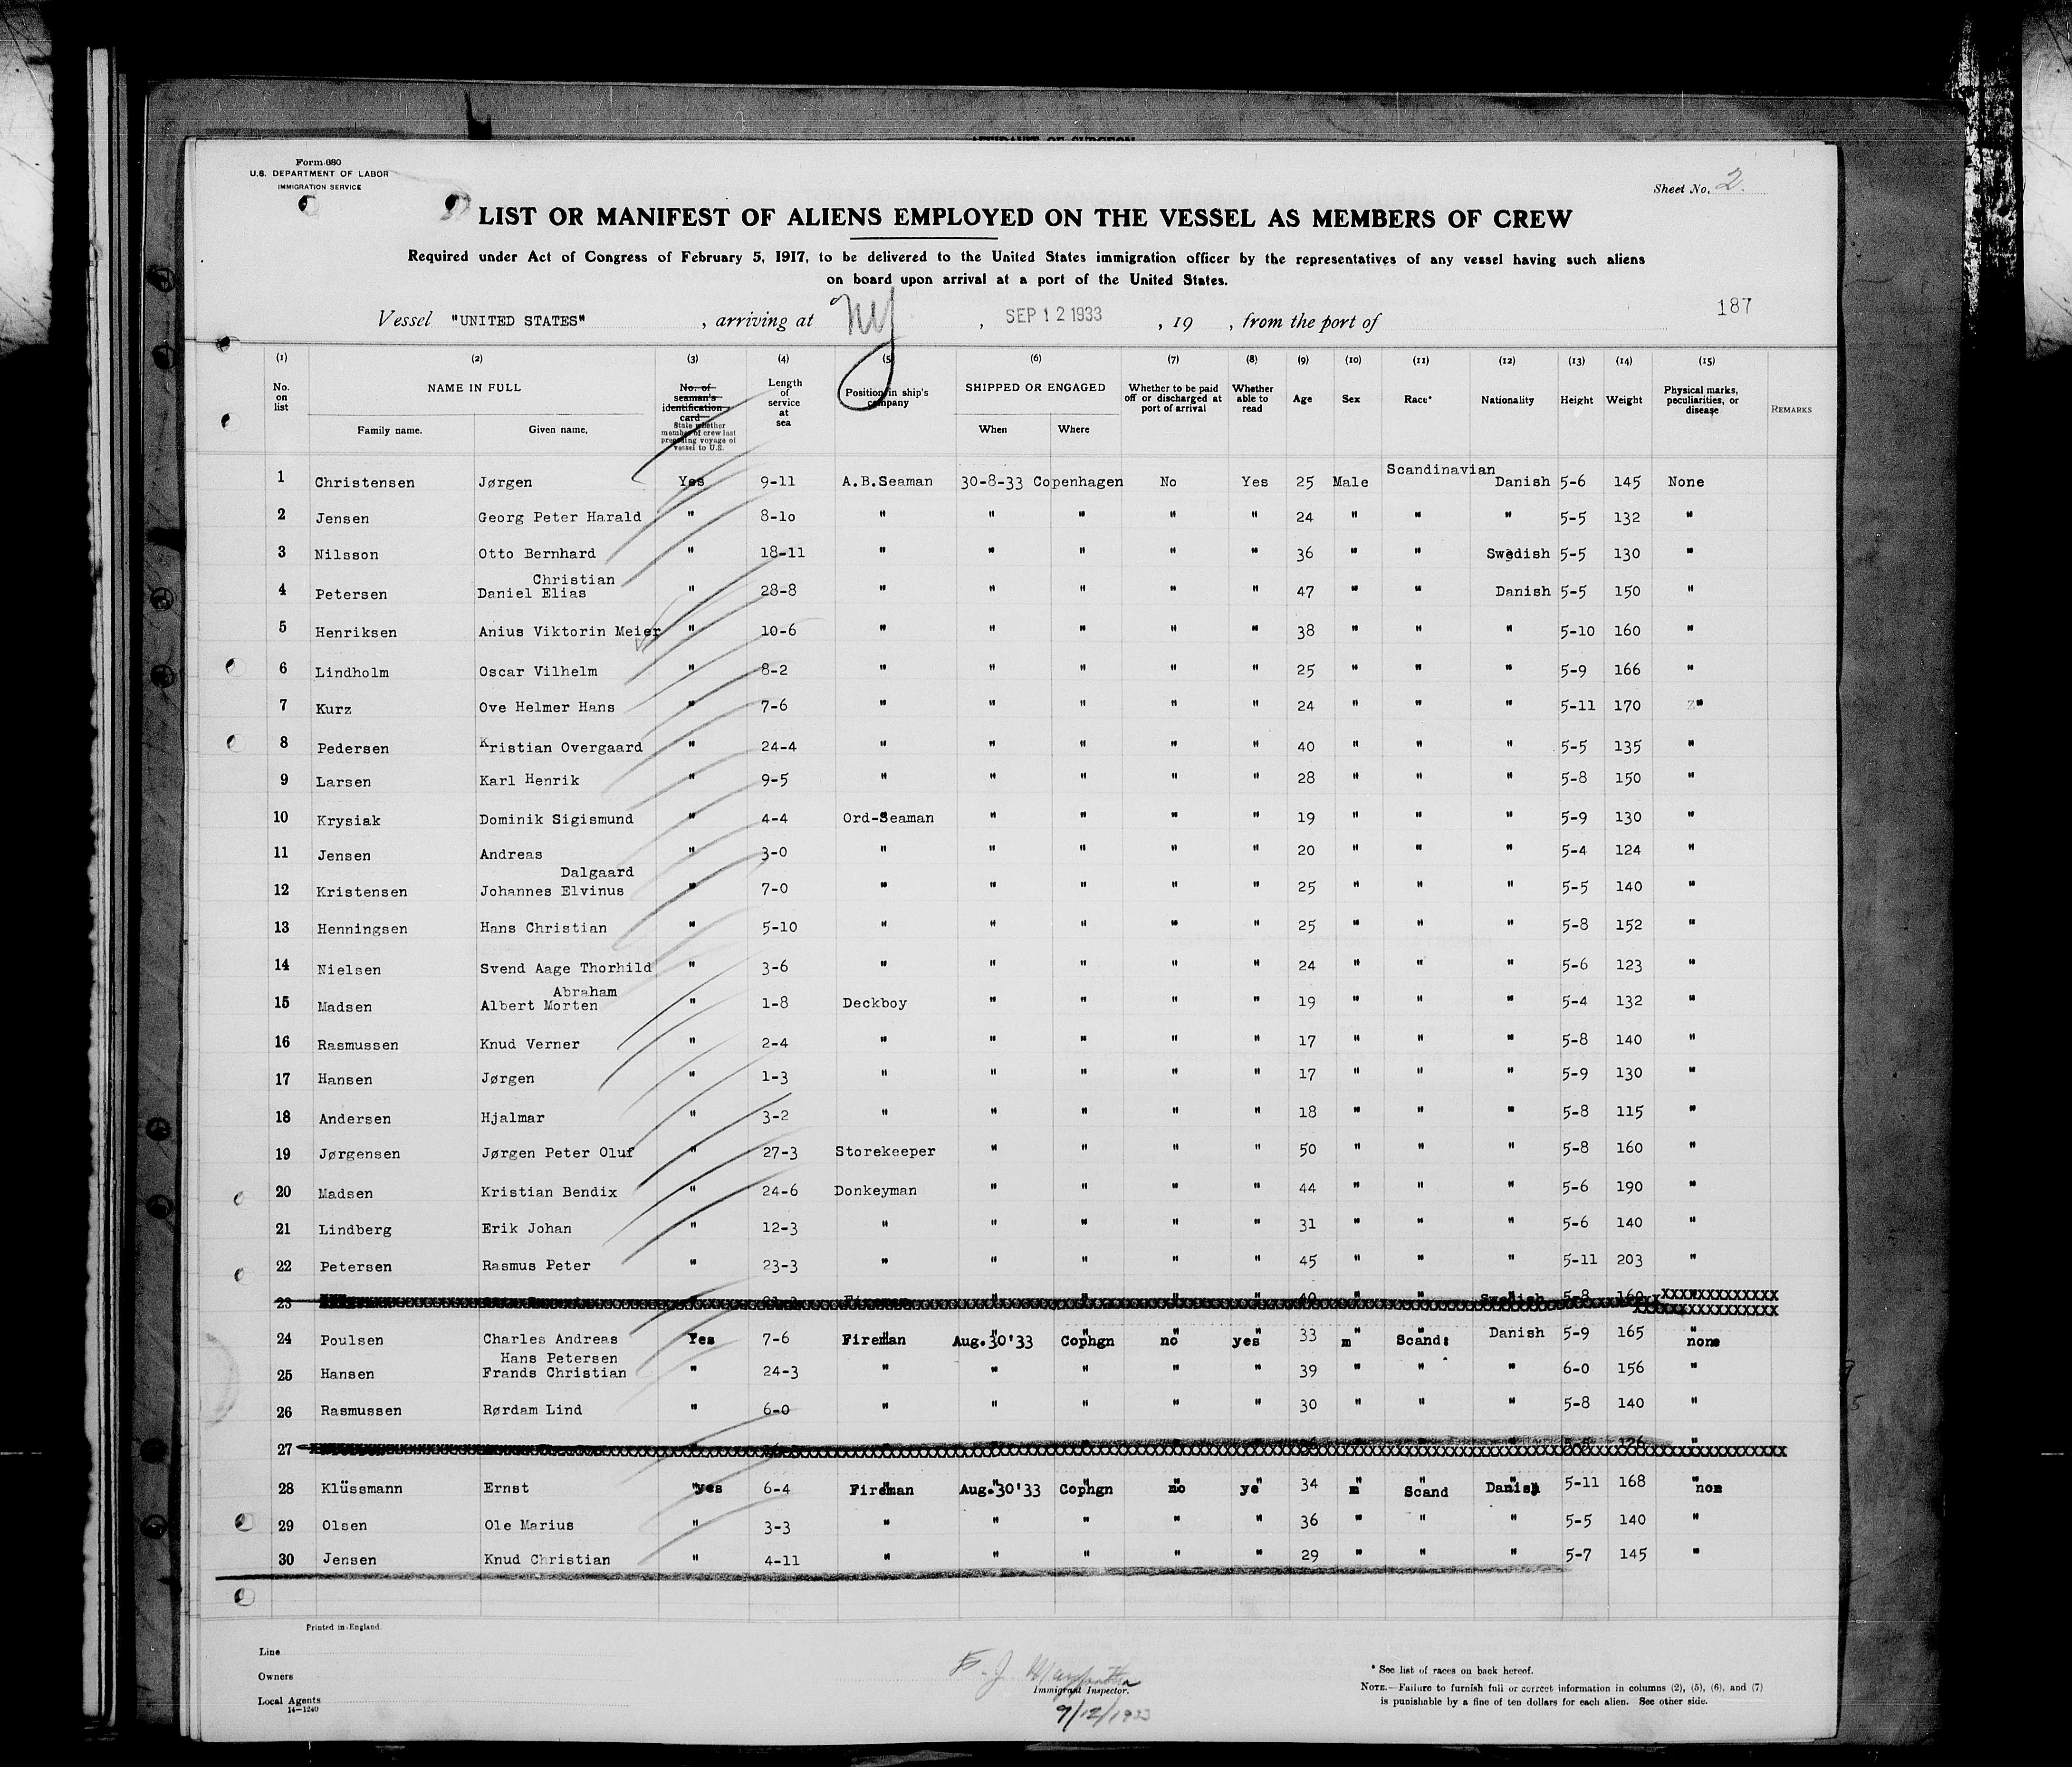 AFFIDAVIT OF SURGEON
Form 680
U.S. DEPARTMENT OF LABOR
IMMIGRATION SERVICE
Sheet No. 2.
LIST OR MANIFEST OF ALIENS EMPLOYED ON THE VESSEL AS MEMBERS OF CREW
Required under Act of Congress of February 5, 1917, to be delivered to the United States immigration officer by the representatives of any vessel having such aliens
on board upon arrival at a port of the United States.
Vessel "UNITED STATES" , arriving at NY , SEP 12 1933 , 19 , from the port of 187
(1) (2) (3) (4) (5) (6) (7) (8) (9) (10) (11) (12) (13) (14) (15)
No. on list NAME IN FULL Family name. Given name. No. of seaman's identification card State whether member of crew last preceding voyage of vessel to U.S. Length of service at sea Position in ship's company SHIPPED OR ENGAGED When Where Whether to be paid off or discharged at port of arrival Whether able to read Age Sex Race* Nationality Height Weight Physical marks, peculiarities, or disease REMARKS
1 Christensen Jørgen Yes 9-11 A.B.Seaman 30-8-33 Copenhagen No Yes 25 Male Scandinavian Danish 5-6 145 None
2 Jensen Georg Peter Harald " 8-10 " " " " " 24 " " " 5-5 132 "
3 Nilsson Otto Bernhard " 18-11 " " " " " 36 " " Swedish 5-5 130 "
4 Petersen Christian Daniel Elias " 28-8 " " " " " 47 " " Danish 5-5 150 "
5 Henriksen Anius Viktorin Meier " 10-6 " " " " " 38 " " " 5-10 160 "
6 Lindholm Oscar Vilhelm " 8-2 " " " " " 25 " " " 5-9 166 "
7 Kurz Ove Helmer Hans " 7-6 " " " " " 24 " " " 5-11 170 "
8 Pedersen Kristian Overgaard " 24-4 " " " " " 40 " " " 5-5 135 "
9 Larsen Karl Henrik " 9-5 " " " " " 28 " " " 5-8 150 "
10 Krysiak Dominik Sigismund " 4-4 Ord-Seaman " " " " 19 " " " 5-9 130 "
11 Jensen Andreas " 3-0 " " " " " 20 " " " 5-4 124 "
12 Kristensen Dalgaard Johannes Elvinus " 7-0 " " " " " 25 " " " 5-5 140 "
13 Henningsen Hans Christian " 5-10 " " " " " 25 " " " 5-8 152 "
14 Nielsen Svend Aage Thorhild " 3-6 " " " " " 24 " " " 5-6 123 "
15 Madsen Abraham Albert Morten " 1-8 Deckboy " " " " 19 " " " 5-4 132 "
16 Rasmussen Knud Verner " 2-4 " " " " " 17 " " " 5-8 140 "
17 Hansen Jørgen " 1-3 " " " " " 17 " " " 5-9 130 "
18 Andersen Hjalmar " 3-2 " " " " " 18 " " " 5-8 115 "
19 Jørgensen Jørgen Peter Oluf " 27-3 Storekeeper " " " " 50 " " " 5-8 160 "
20 Madsen Kristian Bendix " 24-6 Donkeyman " " " " 44 " " " 5-6 190 "
21 Lindberg Erik Johan " 12-3 " " " " " 31 " " " 5-6 140 "
22 Petersen Rasmus Peter " 23-3 " " " " " 45 " " " 5-11 203 "
23 Fireman " " " " 40 " " Swedish 5-8 160
24 Poulsen Charles Andreas Yes 7-6 Fireman Aug.30'33 Cophgn no yes 33 m Scand: Danish 5-9 165 none
25 Hansen Hans Petersen Frands Christian " 24-3 " " " " " 39 " " " 6-0 156 "
26 Rasmussen Rørdam Lind " 6-0 " " " " " 30 " " " 5-8 140 "
27
28 Klüssmann Ernst yes 6-4 Fireman Aug.30'33 Cophgn no ye 34 m Scand Danish 5-11 168 non
29 Olsen Ole Marius " 3-3 " " " " " 36 " " " 5-5 140 "
30 Jensen Knud Christian " 4-11 " " " " " 29 " " " 5-7 145 "
Printed in England.
Line
Owners
Local Agents
14-1240
F. J.
Immigrant Inspector.
9/12/1933
* See list of races on back hereof.
NOTE.—Failure to furnish full or correct information in columns (2), (5), (6), and (7)
is punishable by a fine of ten dollars for each alien. See other side.